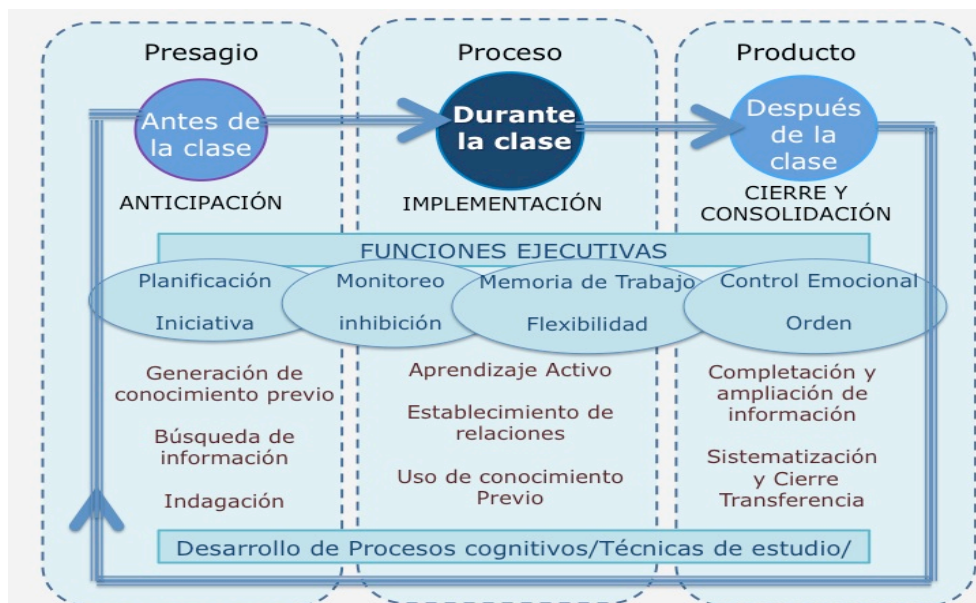 Presagio
Antes de
la clase
ANTICIPACIÓN
Proceso
Durante
la clase
IMPLEMENTACIÓN
Producto
Después
de la
clase
CIERRE Y
CONSOLIDACIÓN
FUNCIONES EJECUTIVAS
Planificación
Iniciativa
Monitoreo
inhibición
Memoria de Trabajo
Flexibilidad
Control Emocional
Orden
Generación de
conocimiento previo
Búsqueda de
información
Indagación
Aprendizaje Activo
Establecimiento de
relaciones
Uso de conocimiento
Previo
Completación y
ampliación de
información
Sistematización
y Cierre
Transferencia
Desarrollo de Procesos cognitivos/Técnicas de estudio/